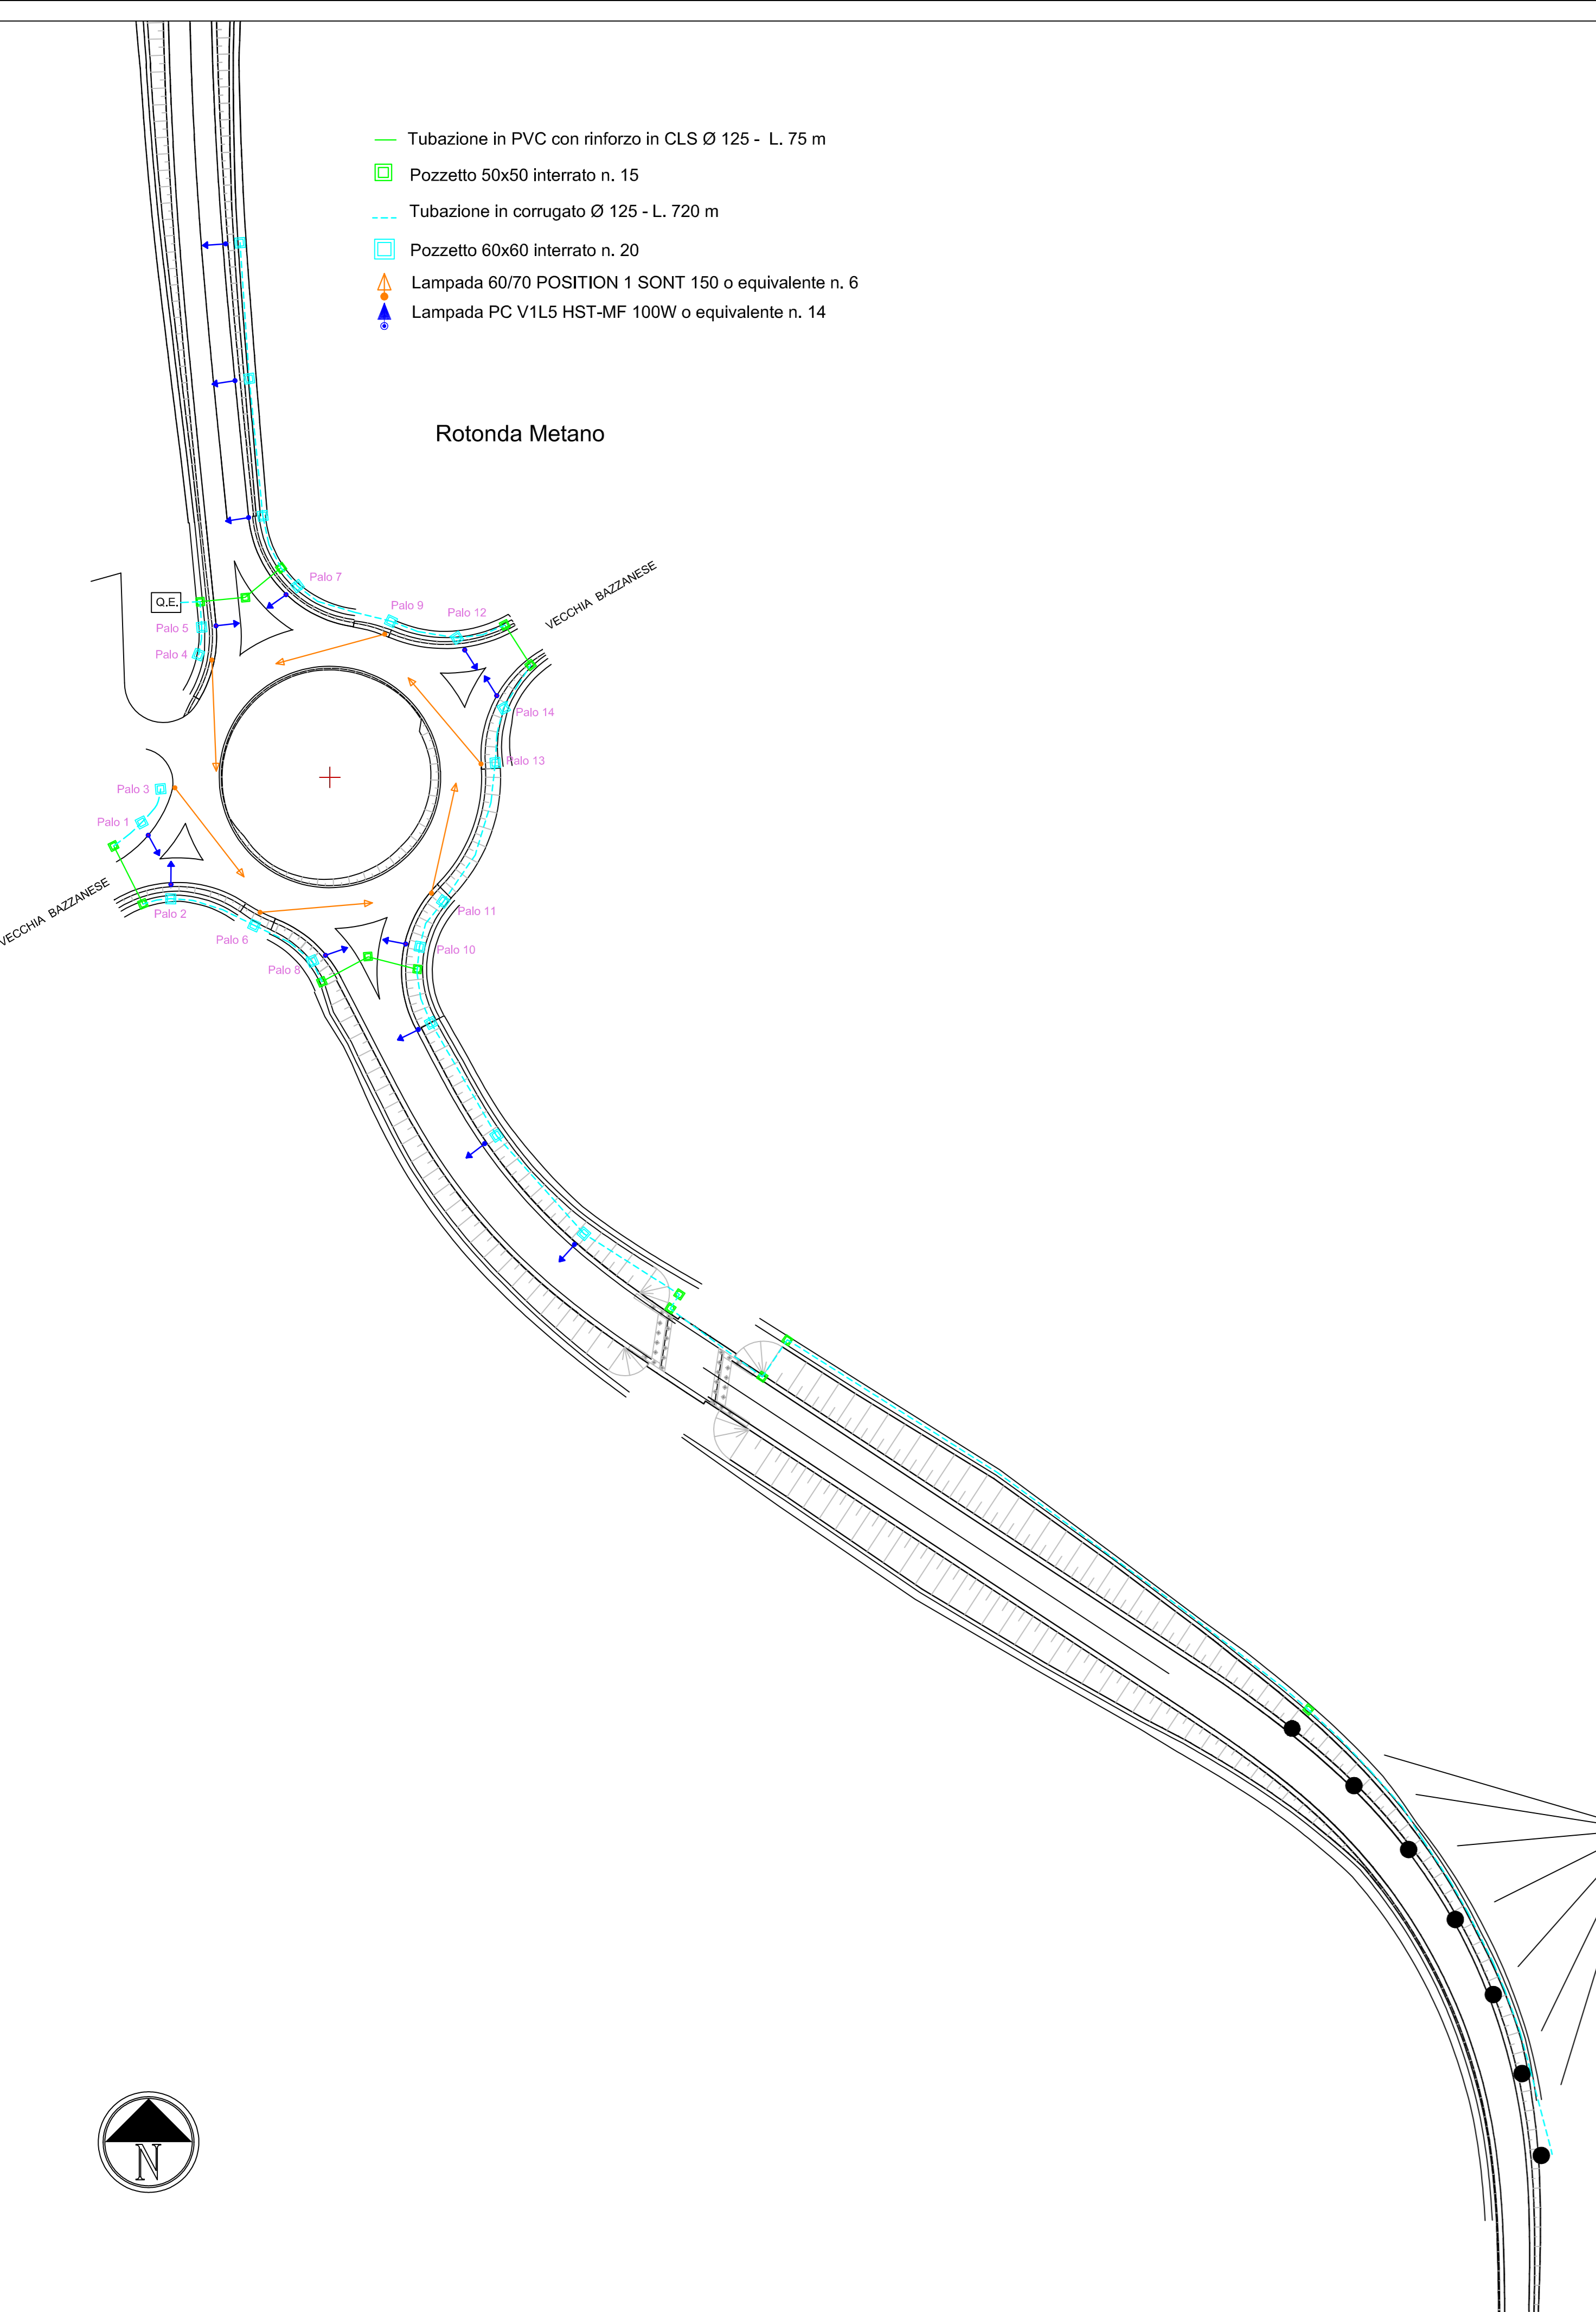 Tubazione in PVC con rinforzo in CLS Ø 125 - L. 75 m
Pozzetto 50x50 interrato n. 15
Tubazione in corrugato Ø 125 - L. 720 m
Pozzetto 60x60 interrato n. 20
Lampada 60/70 POSITION 1 SONT 150 o equivalente n. 6
Lampada PC V1L5 HST-MF 100W o equivalente n. 14
Rotonda Metano
VECCHIA BAZZANESE
Palo 7
Q.E.
Palo 9
Palo 12
Palo 5
Palo 4
Palo 14
Palo 13
Palo 3
Palo 1
VECCHIA BAZZANESE
Palo 2
Palo 11
Palo 6
Palo 10
Palo 8
N